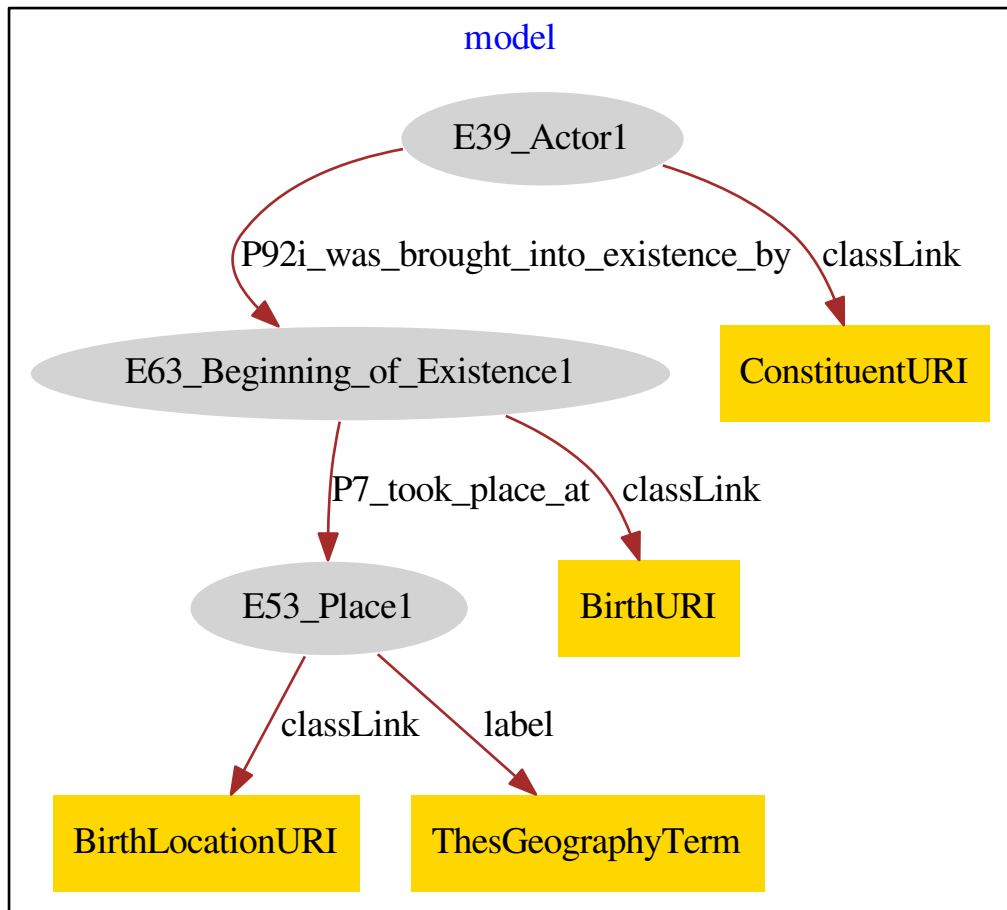 model
E39_Actor1
P92i_was_brought_into_existence_by
classLink
E63_Beginning_of_Existence1
ConstituentURI
P7_took_place_at
classLink
E53_Place1
BirthURI
classLink
label
BirthLocationURI
ThesGeographyTerm